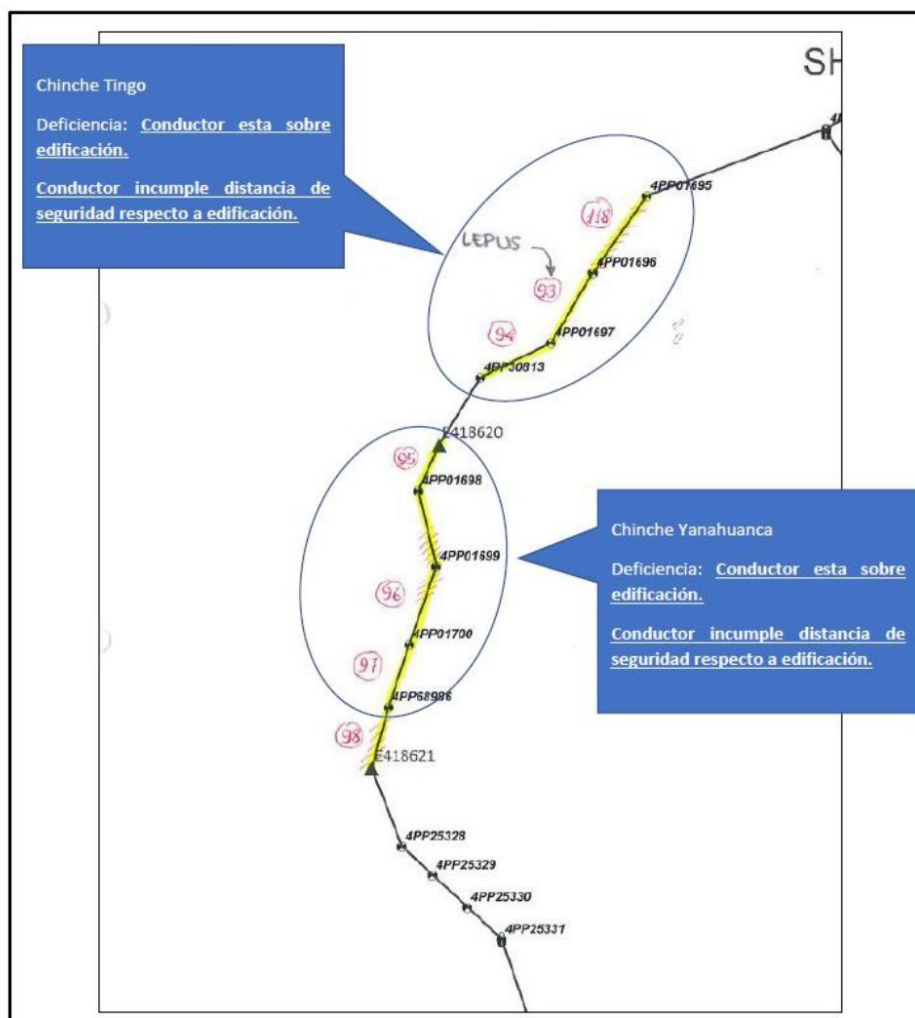 SH
Chinche Tingo
Deficiencia: Conductor esta sobre
edificación.
Conductor incumple distancia de
seguridad respecto a edificación.
4PP01695
118
LEPUS
4PP01696
93
4PP01697
94
4PP30813
E418620
95
4PP01698
4PP01699
96
Chinche Yanahuanca
Deficiencia: Conductor esta sobre
edificación.
Conductor incumple distancia de
seguridad respecto a edificación.
4PP01700
97
4PP68986
98
E418621
4PP25328
4PP25329
4PP25330
4PP25331